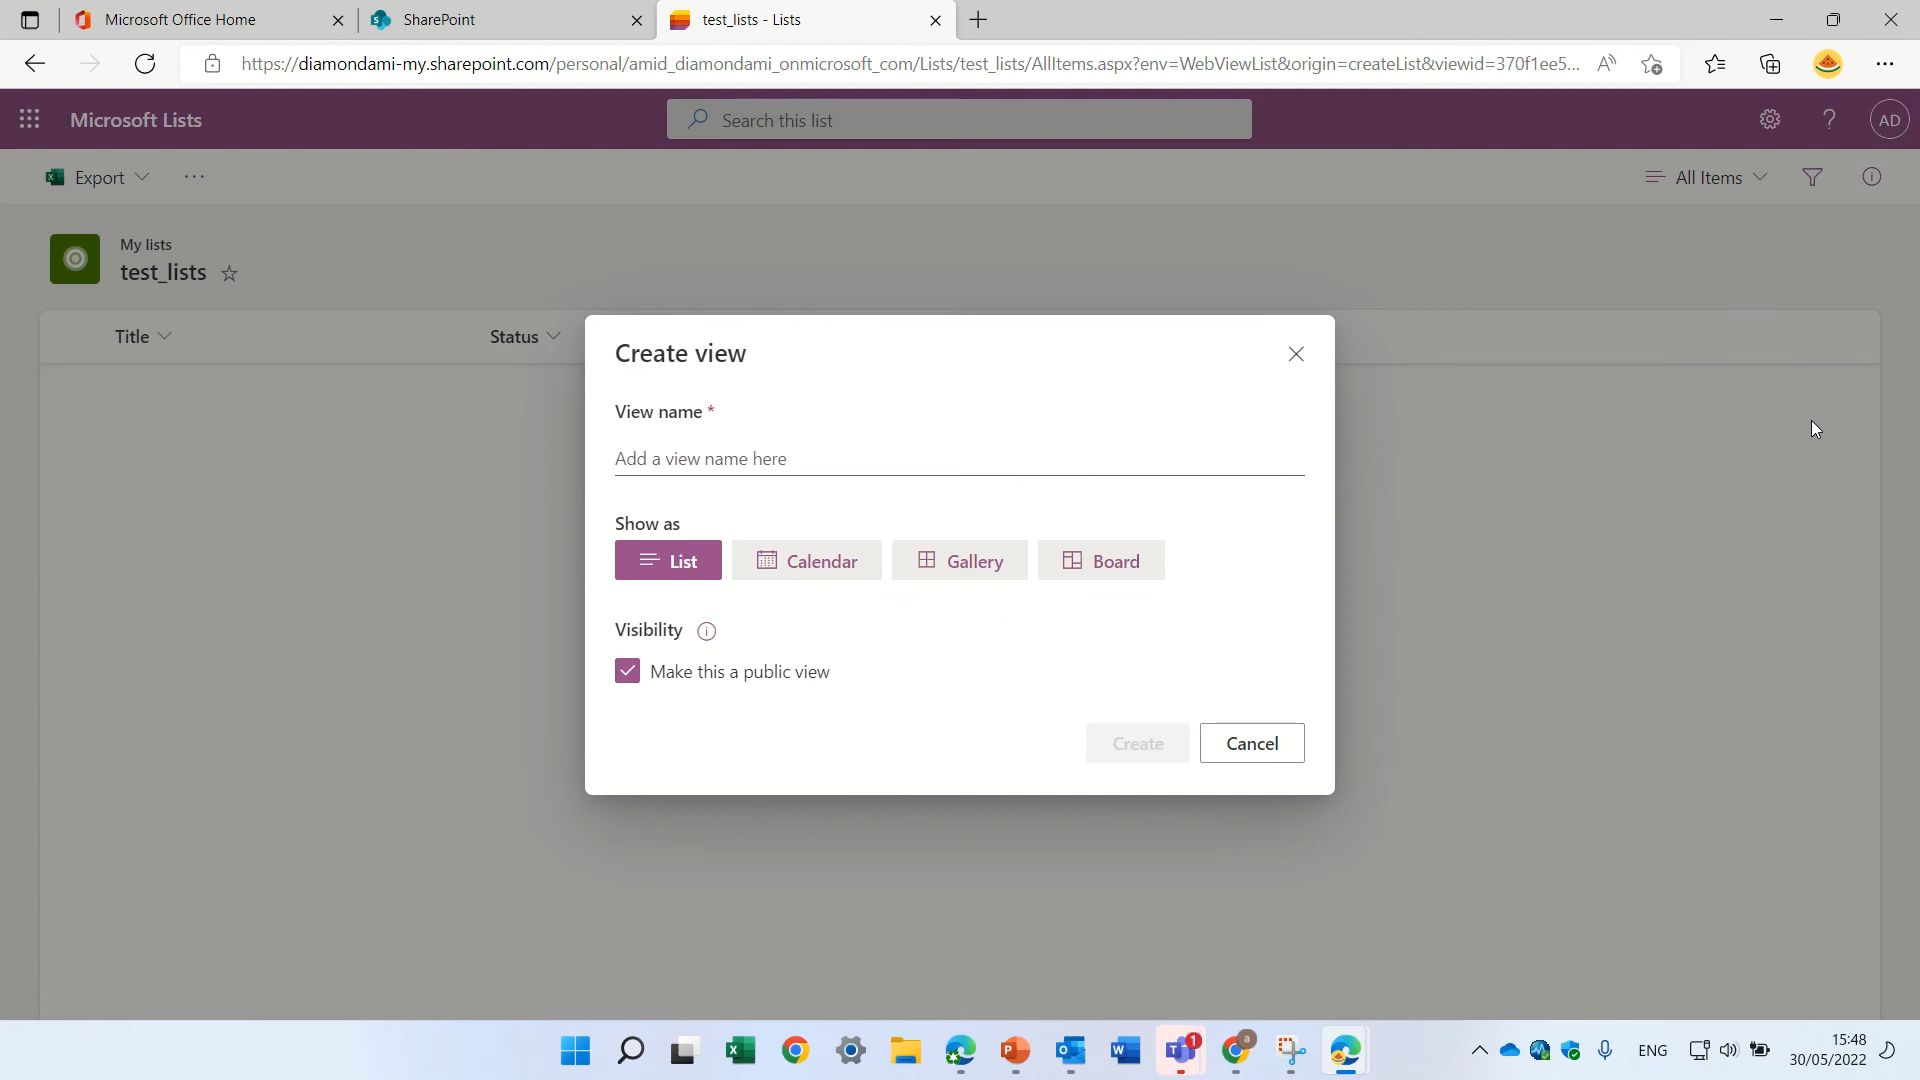 Microsoft Office Home
SharePoint
test_lists - Lists
https://diamondami-my.sharepoint.com/personal/amid_diamondami_onmicrosoft_com/Lists/test_lists/AllItems.aspx?env=WebViewList&origin=createList&viewid=370f1ee5...
Microsoft Lists
Search this list
AD
Export
All Items
My lists
test_lists
Title
Status
Create view
View name *
Add a view name here
Show as
List
Calendar
Gallery
Board
Visibility
Make this a public view
Create
Cancel
1
a
ENG
15:48
30/05/2022